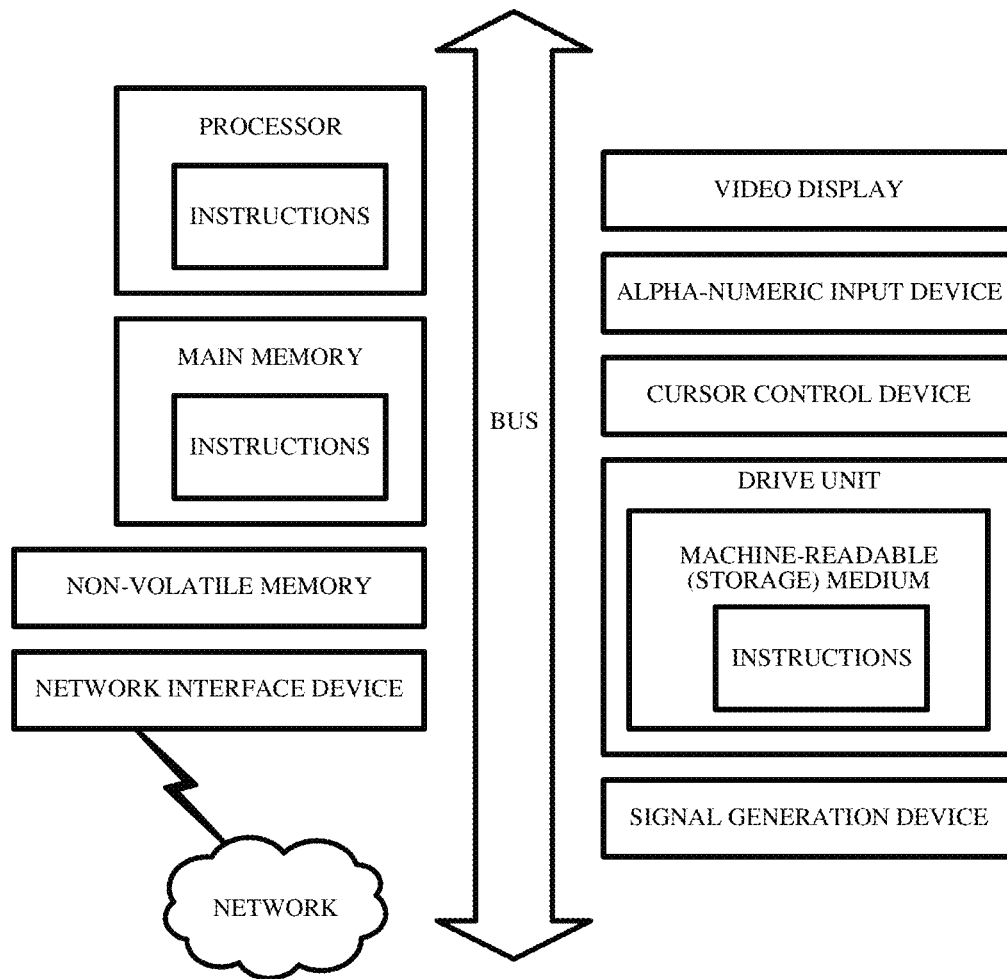 PROCESSOR
INSTRUCTIONS
MAIN MEMORY
INSTRUCTIONS
NON-VOLATILE MEMORY
NETWORK INTERFACE DEVICE
NETWORK
BUS
VIDEO DISPLAY
ALPHA-NUMERIC INPUT DEVICE
CURSOR CONTROL DEVICE
DRIVE UNIT
MACHINE-READABLE
(STORAGE) MEDIUM
INSTRUCTIONS
SIGNAL GENERATION DEVICE